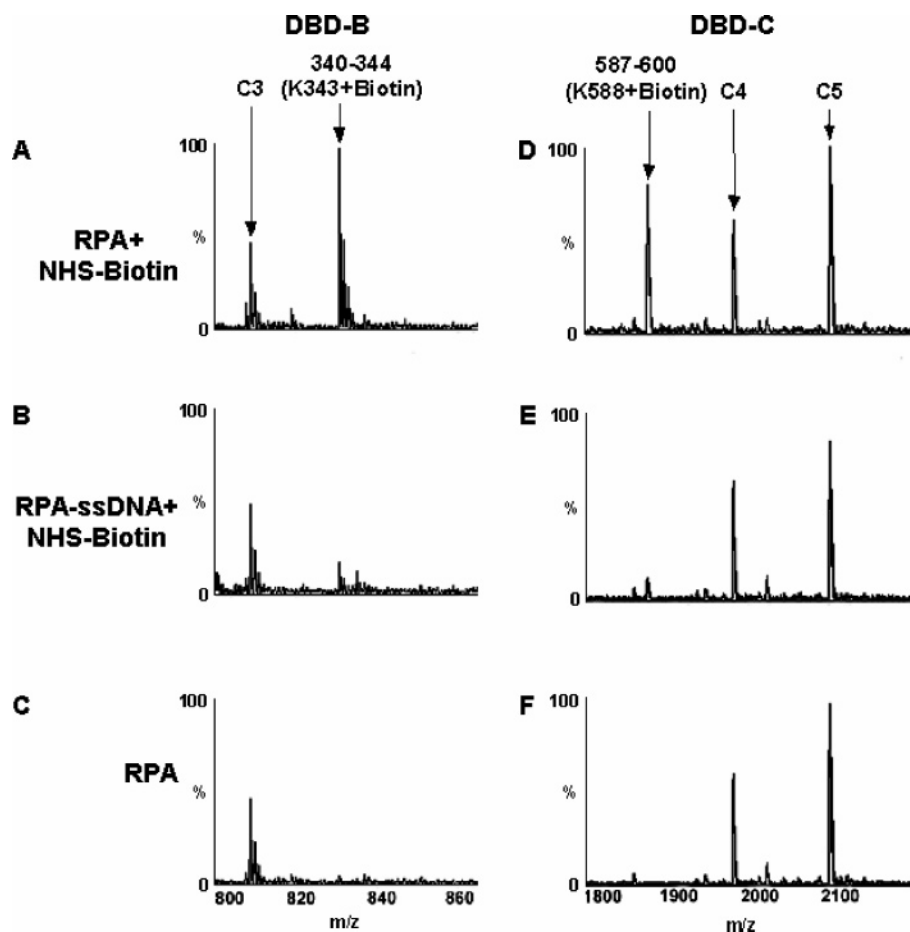 DBD-B
DBD-C
340-344
(K343+Biotin)
C3
587-600
(K588+Biotin)
C4
C5
A
100
%
0
RPA+
NHS-Biotin
D
100
%
0
B
100
%
0
RPA-ssDNA+
NHS-Biotin
E
100
%
0
C
100
%
0
RPA
F
100
%
0
800
820
840
860
m/z
1800
1900
2000
2100
m/z